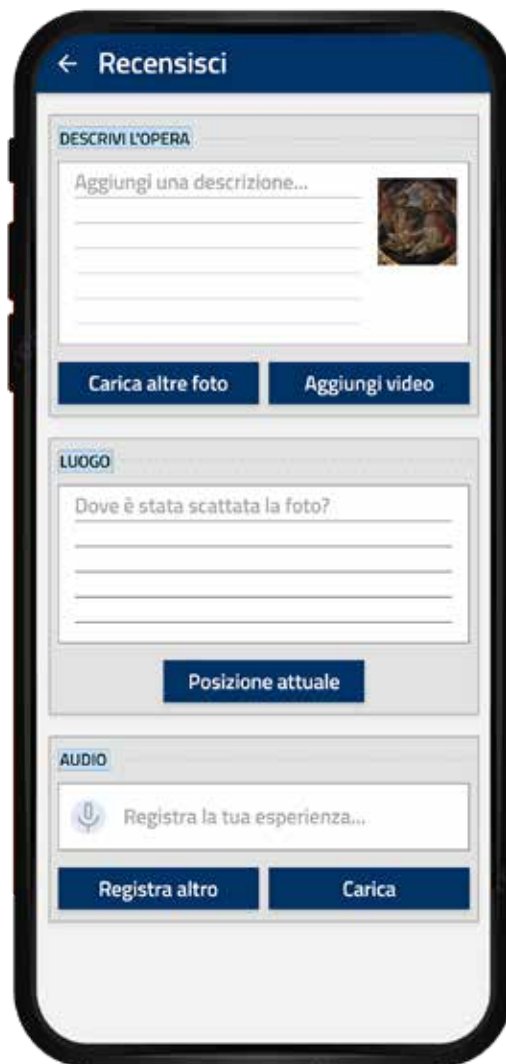 Recensisci
DESCRIVI L'OPERA
Aggiungi una descrizione...
Carica altre foto
Aggiungi video
LUOGO
Dove è stata scattata la foto?
Posizione attuale
AUDIO
Registra la tua esperienza...
Registra altro
Carica